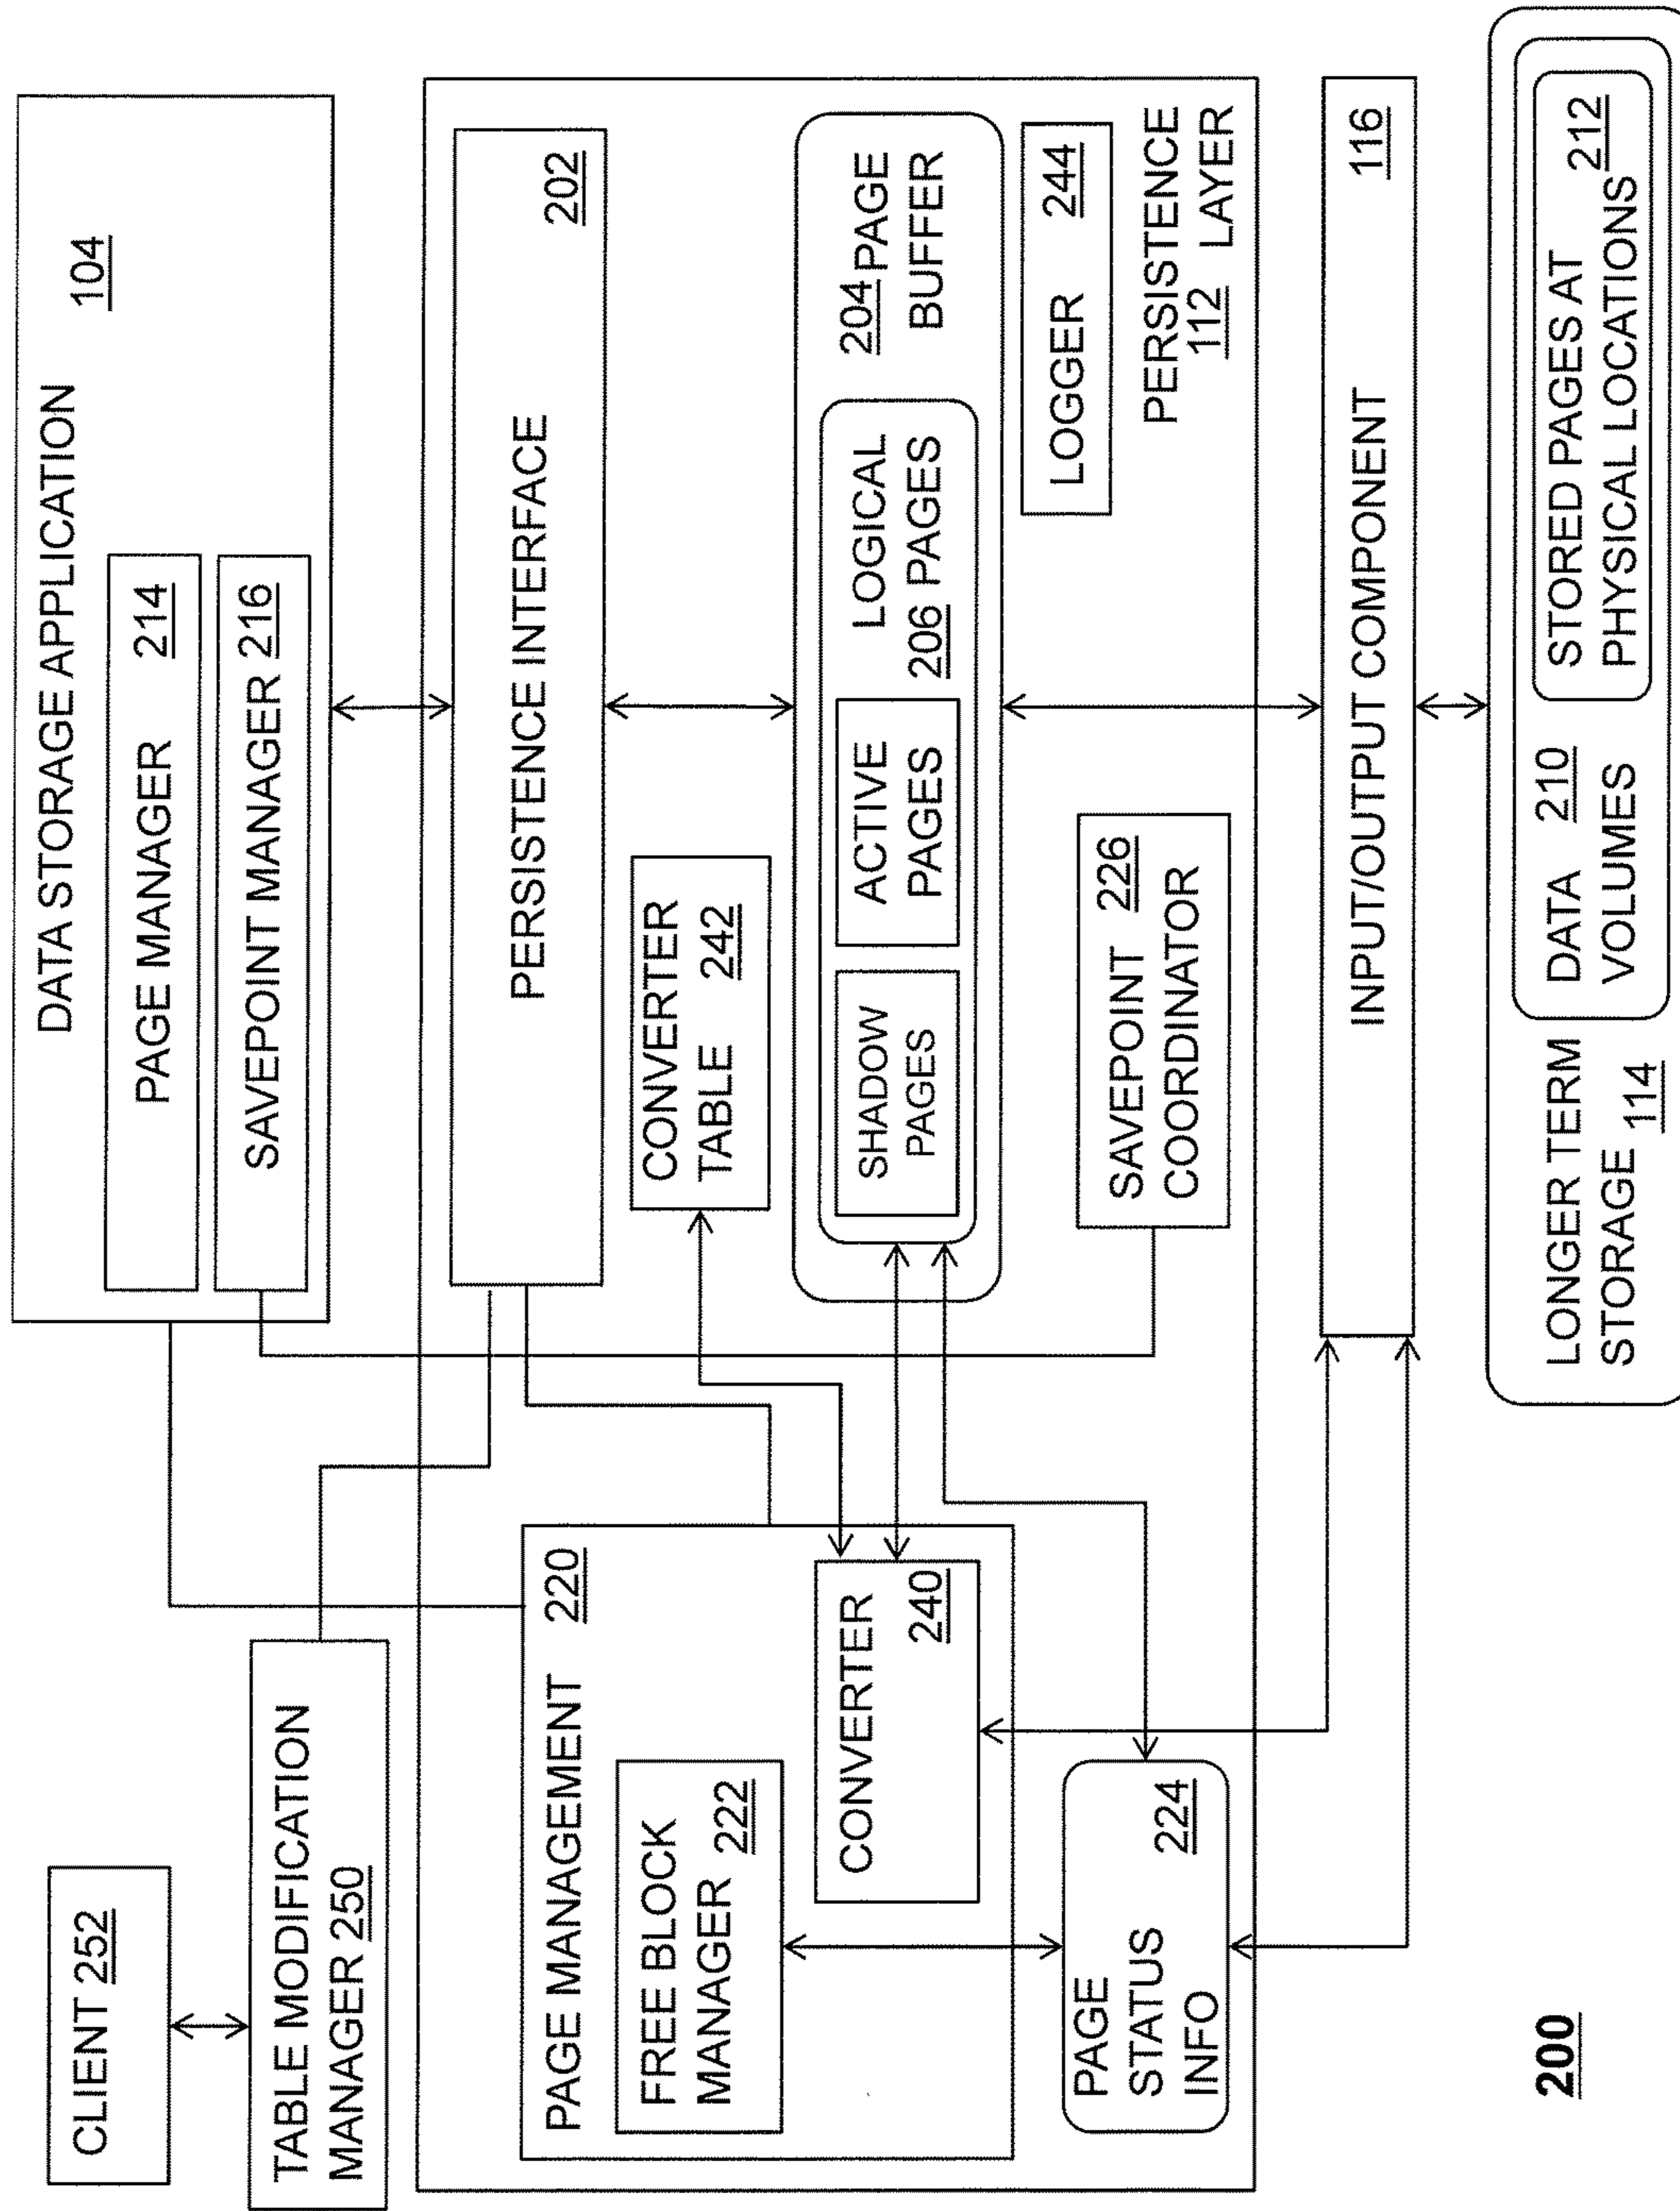 CLIENT 252
TABLE MODIFICATION
MANAGER 250
DATA STORAGE APPLICATION
104
PAGE MANAGER 214
SAVEPOINT MANAGER 216
PERSISTENCE INTERFACE 202
PAGE MANAGEMENT 220
FREE BLOCK
MANAGER 222
CONVERTER
240
CONVERTER
TABLE 242
SHADOW
PAGES
ACTIVE
PAGES
LOGICAL
206 PAGES
204 PAGE
BUFFER
PAGE
STATUS
INFO
224
SAVEPOINT 226
COORDINATOR
LOGGER 244
PERSISTENCE
112 LAYER
INPUT/OUTPUT COMPONENT 116
LONGER TERM
STORAGE 114
DATA 210
VOLUMES
STORED PAGES AT
PHYSICAL LOCATIONS
212
200